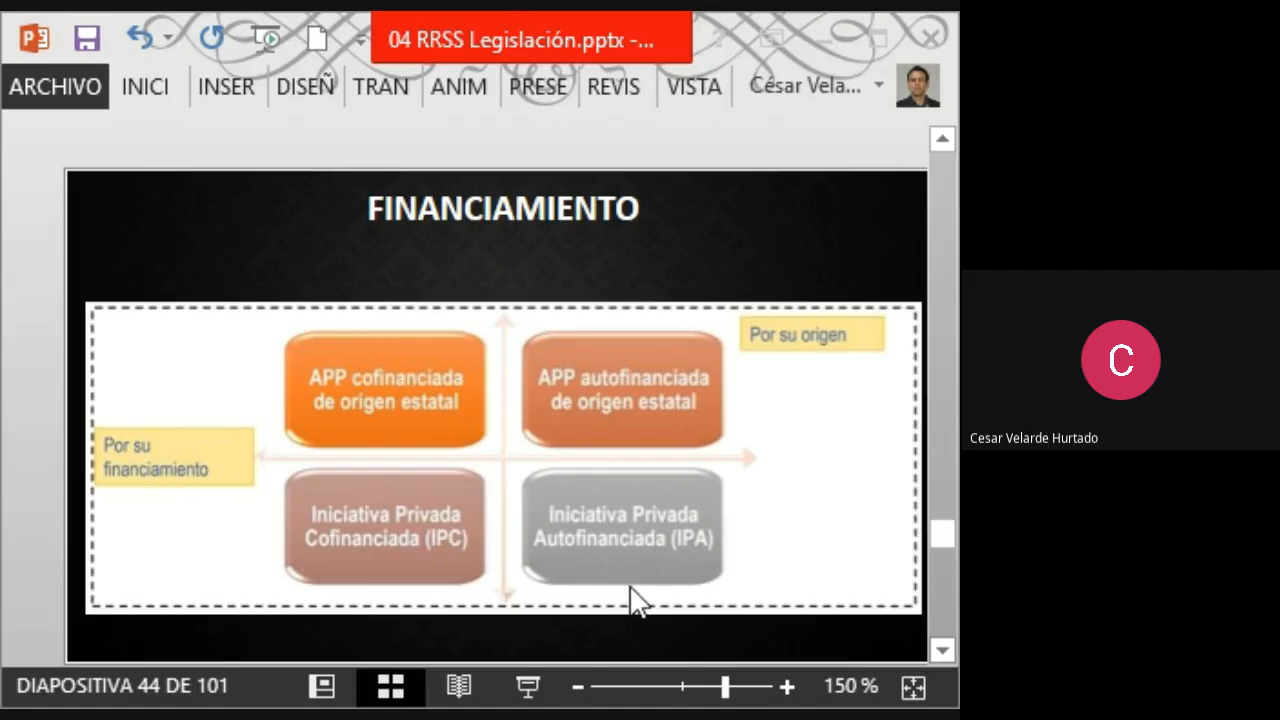 04 RRSS Legislación.pptx -...
ARCHIVO INICI INSER DISEÑ TRAN ANIM PRESE REVIS VISTA César Vela...
FINANCIAMIENTO
Por su origen
APP cofinanciada
de origen estatal
APP autofinanciada
de origen estatal
Por su
financiamiento
Iniciativa Privada
Cofinanciada (IPC)
Iniciativa Privada
Autofinanciada (IPA)
C
Cesar Velarde Hurtado
DIAPOSITIVA 44 DE 101
150 %